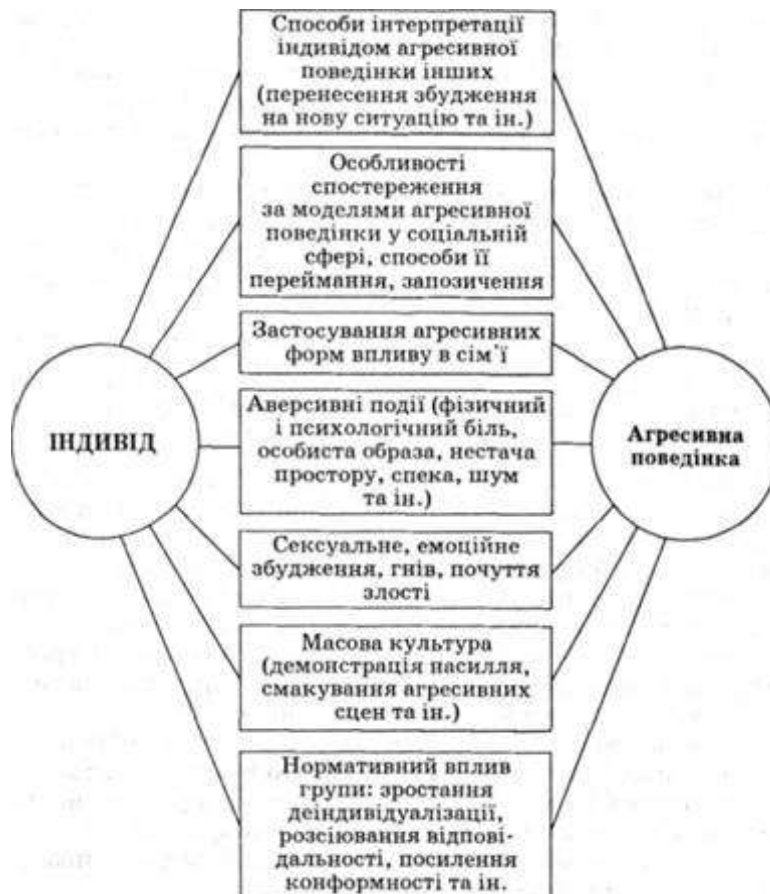 Способи інтерпретації
індивідом агресивної
поведінки інших
(перенесення збудження
на нову ситуацію та ін.)
Особливості
спостереження
за моделями агресивної
поведінки у соціальній
сфері, способи її
переймання, запозичення
Застосування агресивних
форм впливу в сім'ї
ІНДИВІД
Аверсивні події (фізичний
і психологічний біль,
особиста образа, нестача
простору, спека, шум
та ін.)
Агресивна
поведінка
Сексуальне, емоційне
збудження, гнів, почуття
злості
Масова культура
(демонстрація насилля,
смакування агресивних
сцен та ін.)
Нормативний вплив
групи: зростання
деіндивідуалізації,
розсіювання відпові-
дальності, посилення
конформності та ін.